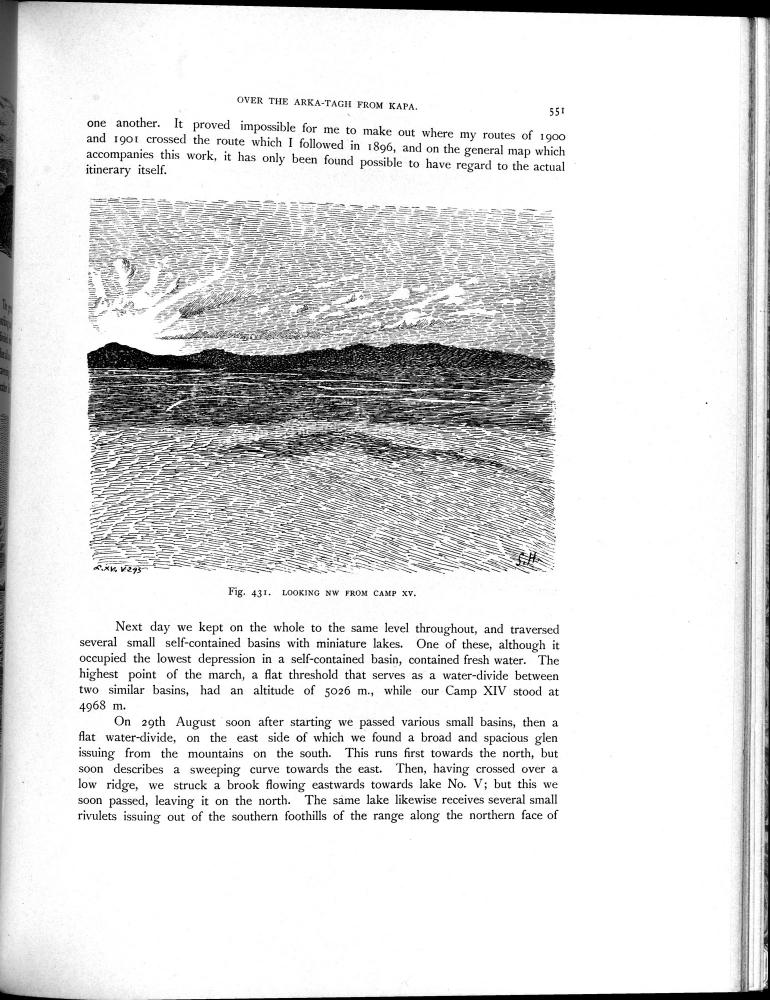 OVER THE ARKA-TAGH FROM KAPA.
551
one another. It proved impossible for me to make out where my routes of 1900
and 1901 crossed the route which I followed in 1896, and on the general map which
accompanies this work, it has only been found possible to have regard to the actual
itinerary itself.
S.H.
Fig. 431. LOOKING NW FROM CAMP XV.
Next day we kept on the whole to the same level throughout, and traversed
several small self-contained basins with miniature lakes. One of these, although it
occupied the lowest depression in a self-contained basin, contained fresh water. The
highest point of the march, a flat threshold that serves as a water-divide between
two similar basins, had an altitude of 5026 m., while our Camp XIV stood at
4968 m.
On 29th August soon after starting we passed various small basins, then a
flat water-divide, on the east side of which we found a broad and spacious glen
issuing from the mountains on the south. This runs first towards the north, but
soon describes a sweeping curve towards the east. Then, having crossed over a
low ridge, we struck a brook flowing eastwards towards lake No. V; but this we
soon passed, leaving it on the north. The same lake likewise receives several small
rivulets issuing out of the southern foothills of the range along the northern face of